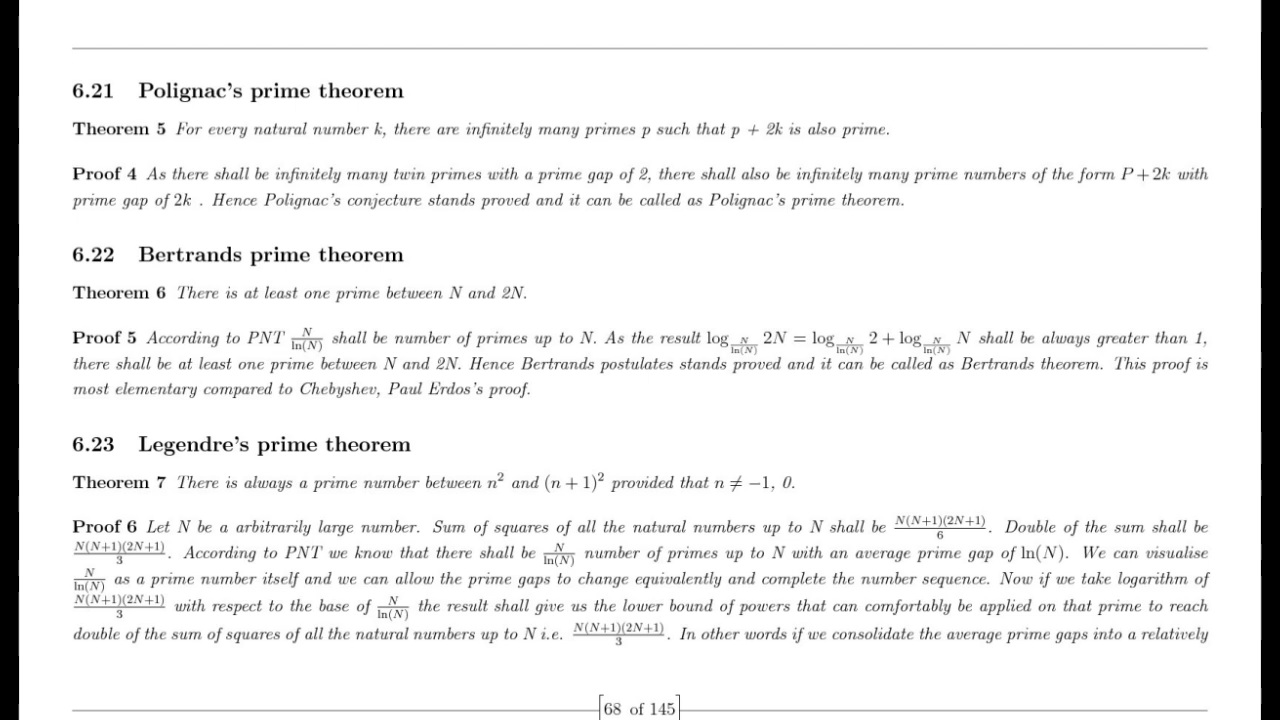 6.21 Polignac's prime theorem
Theorem 5 For every natural number k, there are infinitely many primes p such that p + 2k is also prime.
Proof 4 As there shall be infinitely many twin primes with a prime gap of 2, there shall also be infinitely many prime numbers of the form P + 2k with
prime gap of 2k . Hence Polignac's conjecture stands proved and it can be called as Polignac's prime theorem.
6.22 Bertrands prime theorem
Theorem 6 There is at least one prime between N and 2N.
Proof 5 According to PNT $\frac{N}{\ln(N)}$ shall be number of primes up to N. As the result $\log_{\frac{N}{\ln(N)}} 2N = \log_{\frac{N}{\ln(N)}} 2 + \log_{\frac{N}{\ln(N)}} N$ shall be always greater than 1,
there shall be at least one prime between N and 2N. Hence Bertrands postulates stands proved and it can be called as Bertrands theorem. This proof is
most elementary compared to Chebyshev, Paul Erdos's proof.
6.23 Legendre's prime theorem
Theorem 7 There is always a prime number between $n^2$ and $(n+1)^2$ provided that $n \neq -1, 0$.
Proof 6 Let N be a arbitrarily large number. Sum of squares of all the natural numbers up to N shall be $\frac{N(N+1)(2N+1)}{6}$. Double of the sum shall be
$\frac{N(N+1)(2N+1)}{3}$. According to PNT we know that there shall be $\frac{N}{\ln(N)}$ number of primes up to N with an average prime gap of $\ln(N)$. We can visualise
$\frac{N}{\ln(N)}$ as a prime number itself and we can allow the prime gaps to change equivalently and complete the number sequence. Now if we take logarithm of
$\frac{N(N+1)(2N+1)}{3}$ with respect to the base of $\frac{N}{\ln(N)}$ the result shall give us the lower bound of powers that can comfortably be applied on that prime to reach
double of the sum of squares of all the natural numbers up to N i.e. $\frac{N(N+1)(2N+1)}{3}$. In other words if we consolidate the average prime gaps into a relatively
68 of 145